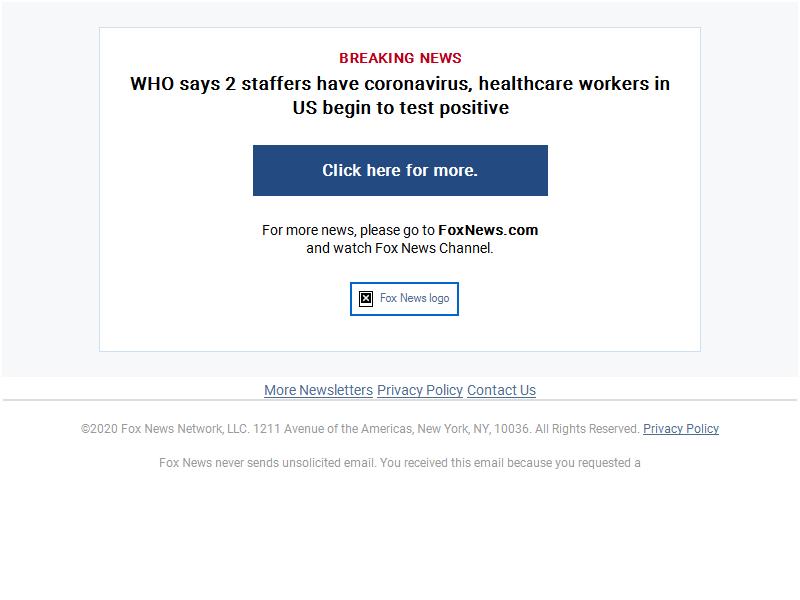 BREAKING NEWS
WHO says 2 staffers have coronavirus, healthcare workers in
US begin to test positive
Click here for more.
For more news, please go to FoxNews.com
and watch Fox News Channel.
Fox News logo
More Newsletters Privacy Policy Contact Us
©2020 Fox News Network, LLC. 1211 Avenue of the Americas, New York, NY, 10036. All Rights Reserved. Privacy Policy
Fox News never sends unsolicited email. You received this email because you requested a